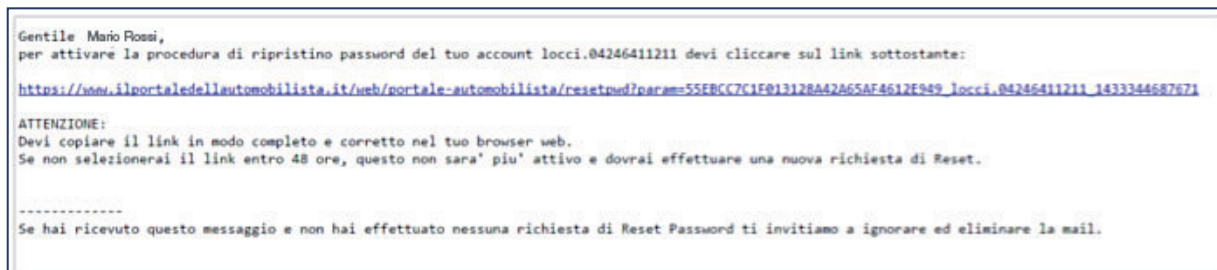 Gentile Mario Rossi,
per attivare la procedura di ripristino password del tuo account locci.04246411211 devi cliccare sul link sottostante:
https://www.ilportaledellautomobilista.it/web/portale-automobilista/resetpwd?param=55EBCC7C1F013128A42A65AF4612E949_locci.04246411211_1433344687671
ATTENZIONE:
Devi copiare il link in modo completo e corretto nel tuo browser web.
Se non selezionerai il link entro 48 ore, questo non sara' piu' attivo e dovrai effettuare una nuova richiesta di Reset.
-------------
Se hai ricevuto questo messaggio e non hai effettuato nessuna richiesta di Reset Password ti invitiamo a ignorare ed eliminare la mail.